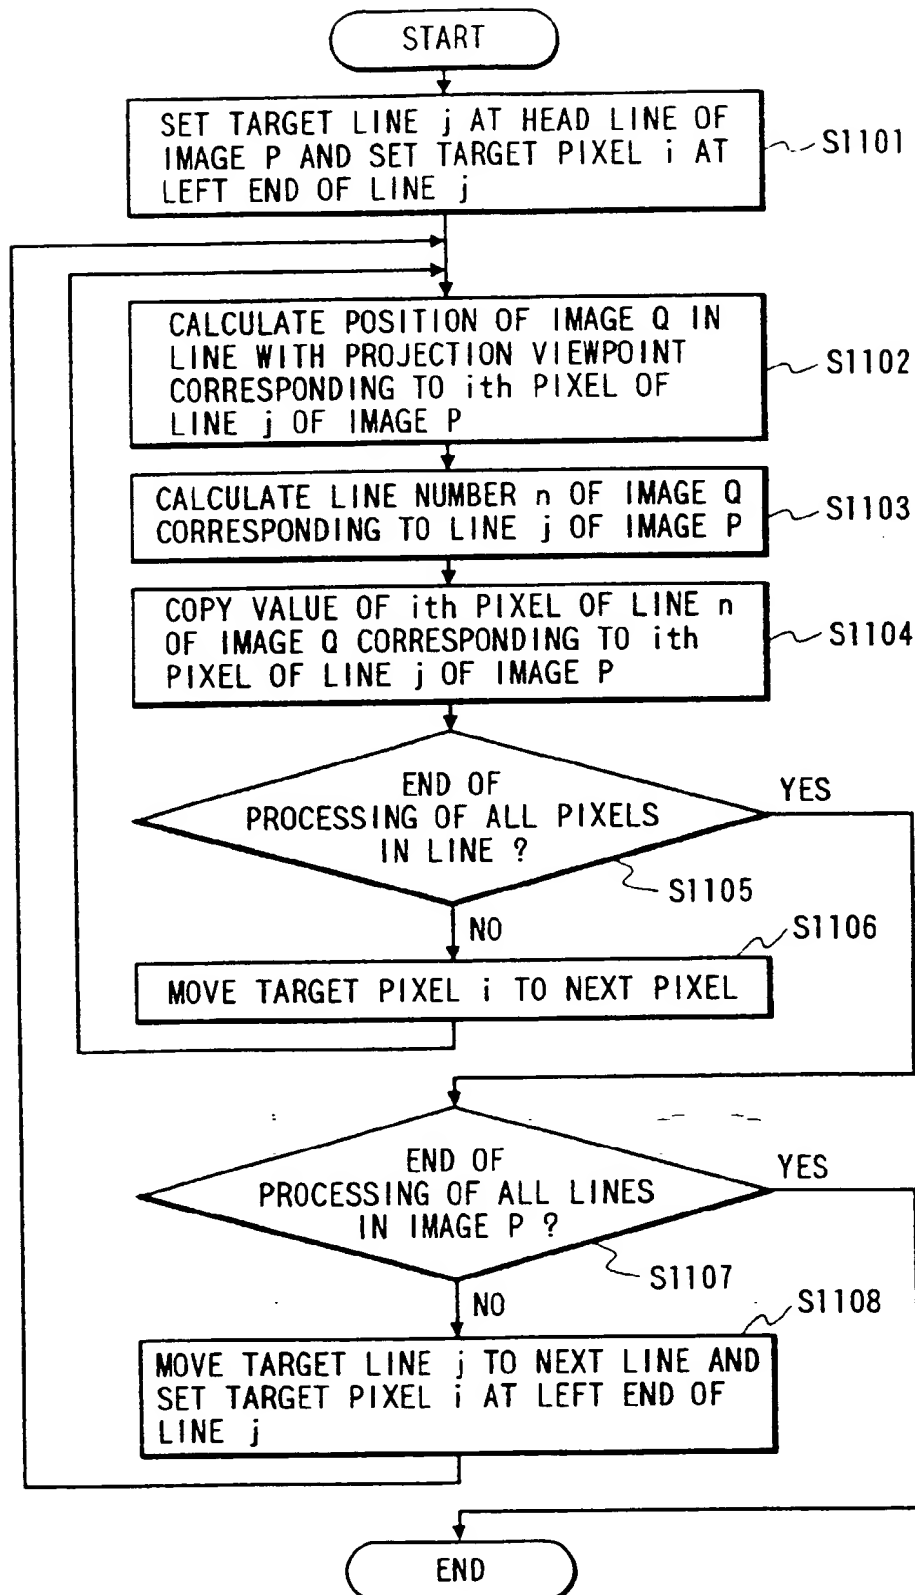 START
SET TARGET LINE j AT HEAD LINE OF
IMAGE P AND SET TARGET PIXEL i AT
LEFT END OF LINE j
S1101
CALCULATE POSITION OF IMAGE Q IN
LINE WITH PROJECTION VIEWPOINT
CORRESPONDING TO ith PIXEL OF
LINE j OF IMAGE P
S1102
CALCULATE LINE NUMBER n OF IMAGE Q
CORRESPONDING TO LINE j OF IMAGE P
S1103
COPY VALUE OF ith PIXEL OF LINE n
OF IMAGE Q CORRESPONDING TO ith
PIXEL OF LINE j OF IMAGE P
S1104
END OF
PROCESSING OF ALL PIXELS
IN LINE ?
YES
S1105
NO
S1106
MOVE TARGET PIXEL i TO NEXT PIXEL
END OF
PROCESSING OF ALL LINES
IN IMAGE P ?
YES
S1107
NO
S1108
MOVE TARGET LINE j TO NEXT LINE AND
SET TARGET PIXEL i AT LEFT END OF
LINE j
END